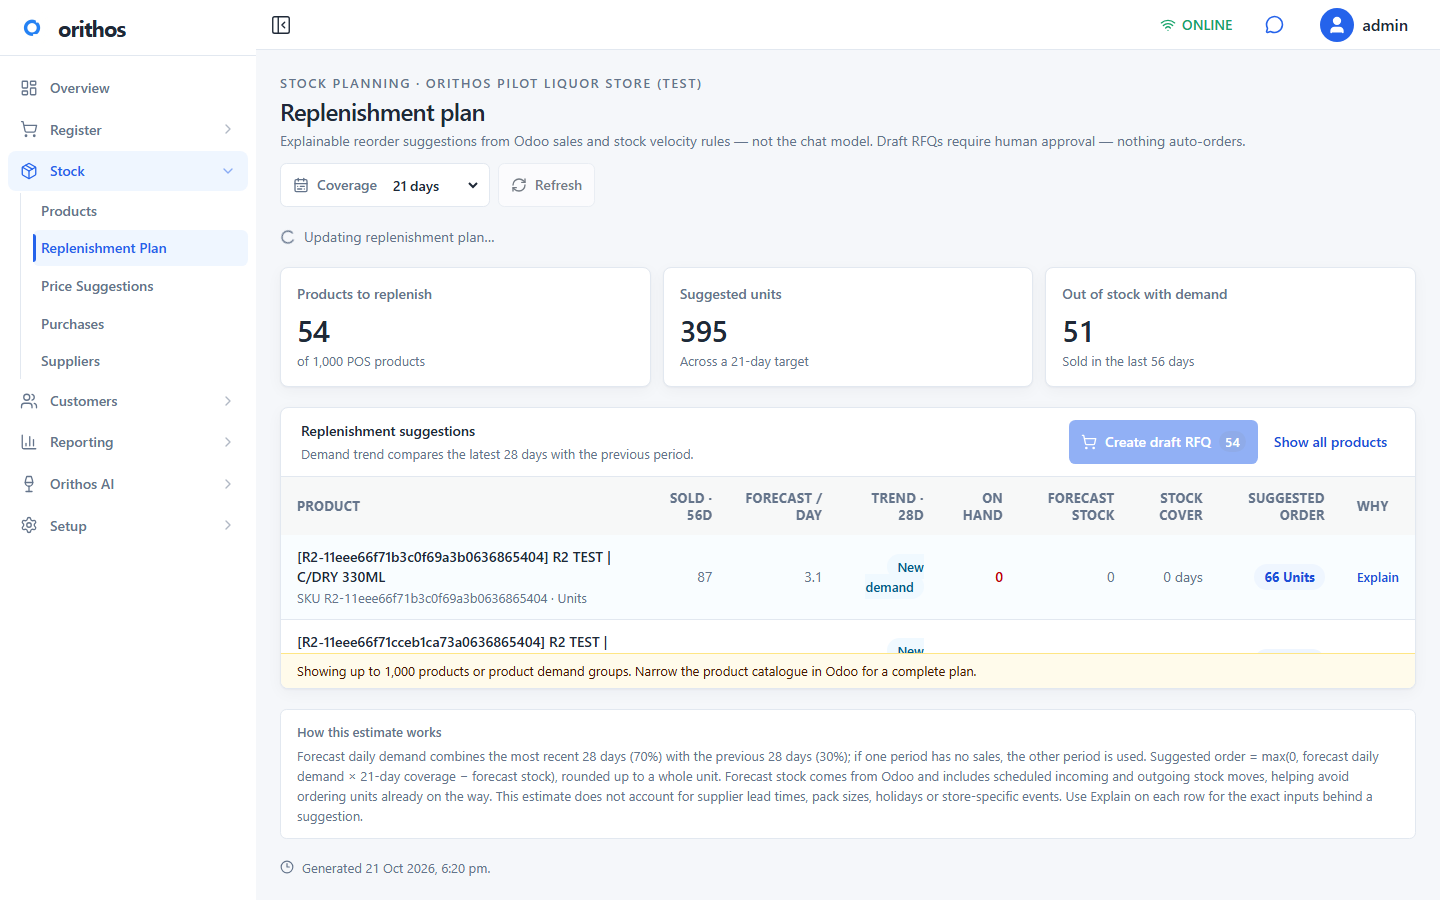 orithos
ONLINE
admin
Overview
Register
Stock
Products
Replenishment Plan
Price Suggestions
Purchases
Suppliers
Customers
Reporting
Orithos AI
Setup
STOCK PLANNING · ORITHOS PILOT LIQUOR STORE (TEST)
Replenishment plan
Explainable reorder suggestions from Odoo sales and stock velocity rules — not the chat model. Draft RFQs require human approval — nothing auto-orders.
Coverage 21 days
Refresh
Updating replenishment plan...
Products to replenish
54
of 1,000 POS products
Suggested units
395
Across a 21-day target
Out of stock with demand
51
Sold in the last 56 days
Replenishment suggestions
Demand trend compares the latest 28 days with the previous period.
Create draft RFQ 54
Show all products
PRODUCT
SOLD ·
56D
FORECAST /
DAY
TREND ·
28D
ON
HAND
FORECAST
STOCK
STOCK
COVER
SUGGESTED
ORDER
WHY
[R2-11eee66f71b3c0f69a3b0636865404] R2 TEST |
C/DRY 330ML
SKU R2-11eee66f71b3c0f69a3b0636865404 · Units
87
3.1
New
demand
0
0
0 days
66 Units
Explain
[R2-11eee66f71cceb1ca73a0636865404] R2 TEST |
New
Showing up to 1,000 products or product demand groups. Narrow the product catalogue in Odoo for a complete plan.
How this estimate works
Forecast daily demand combines the most recent 28 days (70%) with the previous 28 days (30%); if one period has no sales, the other period is used. Suggested order = max(0, forecast daily
demand × 21-day coverage − forecast stock), rounded up to a whole unit. Forecast stock comes from Odoo and includes scheduled incoming and outgoing stock moves, helping avoid
ordering units already on the way. This estimate does not account for supplier lead times, pack sizes, holidays or store-specific events. Use Explain on each row for the exact inputs behind a
suggestion.
Generated 21 Oct 2026, 6:20 pm.